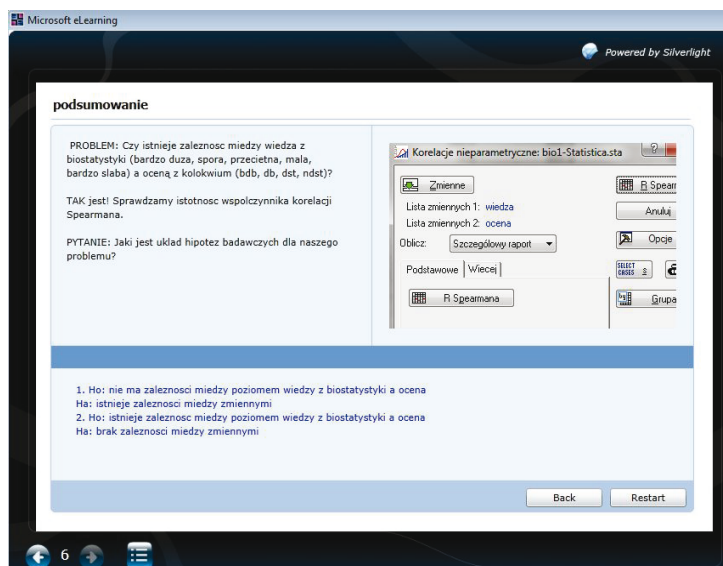 Microsoft eLearning
Powered by Silverlight
podsumowanie
PROBLEM: Czy istnieje zaleznosc miedzy wiedza z
biostatystyki (bardzo duza, spora, przecietna, mala,
bardzo slaba) a oceną z kolokwium (bdb, db, dst, ndst)?
TAK jest! Sprawdzamy istotnosc wspolczynnika korelacji
Spearmana.
PYTANIE: Jaki jest uklad hipotez badawczych dla naszego
problemu?
Korelacje nieparametryczne: bio1-Statistica.sta
Zmienne
R Spearm
Lista zmiennych 1: wiedza
Anuluj
Lista zmiennych 2: ocena
Oblicz: Szczegółowy raport
Opcje
Podstawowe Więcej
SELECT CASES S
R Spearmana
Grupa
1. Ho: nie ma zaleznosci miedzy poziomem wiedzy z biostatystyki a ocena
Ha: istnieje zaleznosci miedzy zmiennymi
2. Ho: istnieje zaleznosc miedzy poziomem wiedzy z biostatystyki a ocena
Ha: brak zaleznosci miedzy zmiennymi
Back
Restart
6